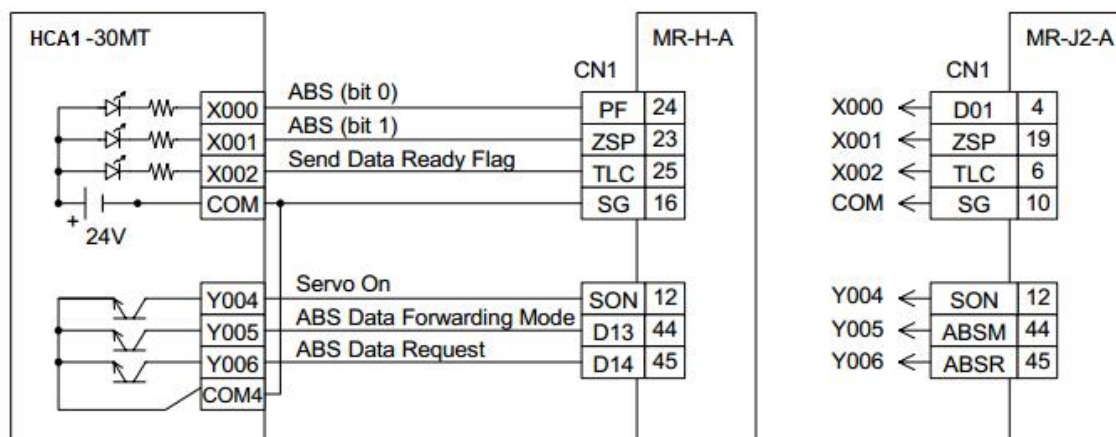 HCA1-30MT MR-H-A MR-J2-A
CN1 CN1
X000 ABS (bit 0) PF 24 X000 D01 4
X001 ABS (bit 1) ZSP 23 X001 ZSP 19
X002 Send Data Ready Flag TLC 25 X002 TLC 6
COM SG 16 COM SG 10
+ 24V
Y004 Servo On SON 12 Y004 SON 12
Y005 ABS Data Forwarding Mode D13 44 Y005 ABSM 44
Y006 ABS Data Request D14 45 Y006 ABSR 45
COM4